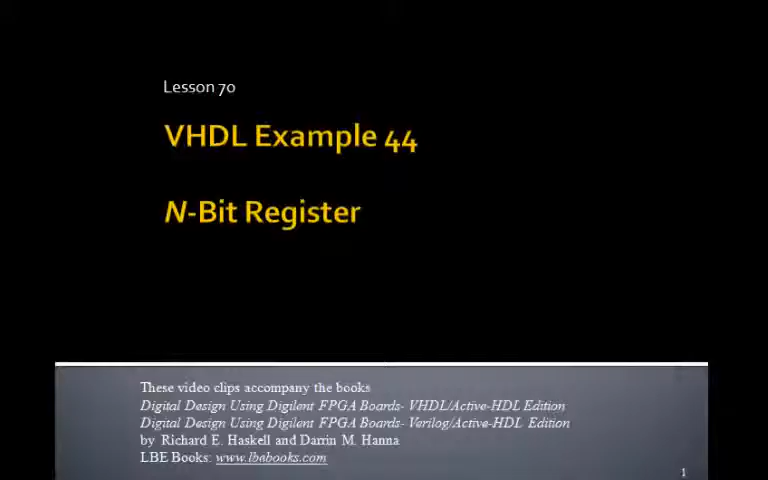 Lesson 70
VHDL Example 44
N-Bit Register
These video clips accompany the books
Digital Design Using Digilent FPGA Boards- VHDL/Active-HDL Edition
Digital Design Using Digilent FPGA Boards- Verilog/Active-HDL Edition
by Richard E. Haskell and Darrin M. Hanna
LBE Books: www.lbebooks.com
1